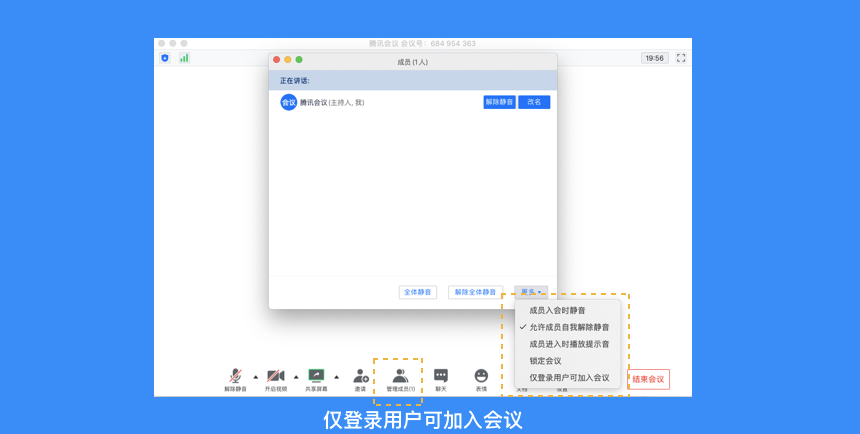 腾讯会议 会议号：684 954 363
19:56
成员 (1人)
正在讲话:
会议 腾讯会议(主持人, 我)
解除静音 改名
全体静音 解除全体静音 更多
成员入会时静音
允许成员自我解除静音
成员进入时播放提示音
锁定会议
仅登录用户可加入会议
解除静音 开启视频 共享屏幕 邀请 管理成员(1) 聊天 表情 文档 设置
结束会议
仅登录用户可加入会议